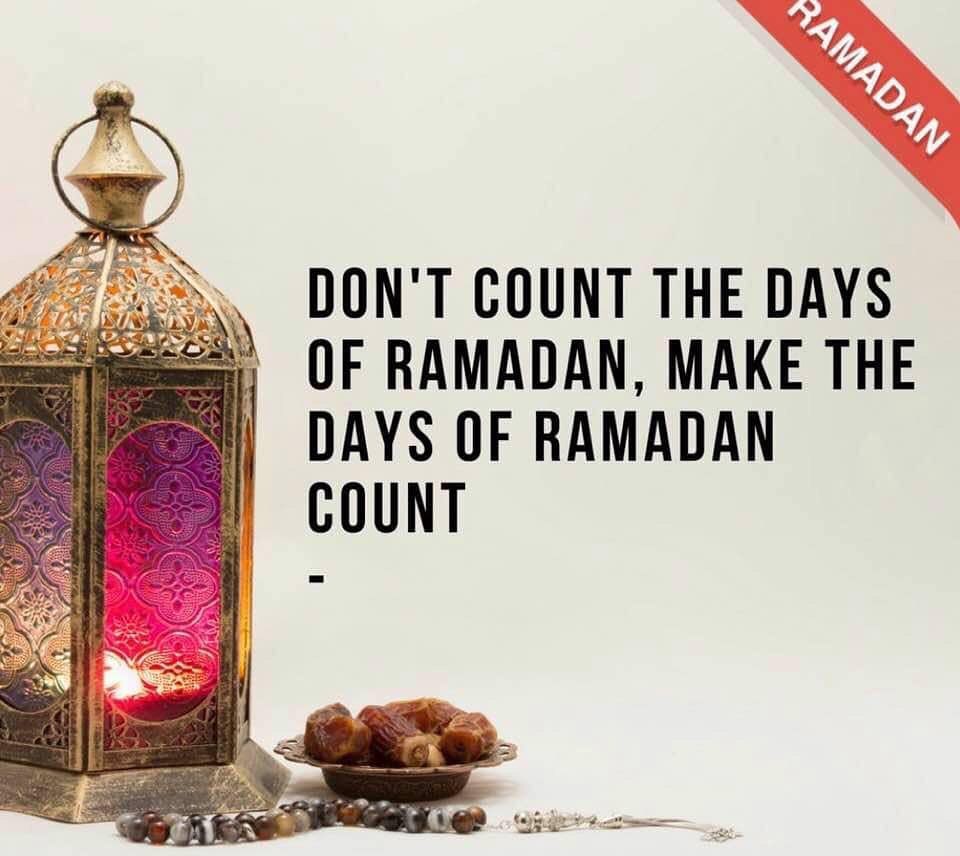 RAMADAN
DON'T COUNT THE DAYS
OF RAMADAN, MAKE THE
DAYS OF RAMADAN
COUNT
-